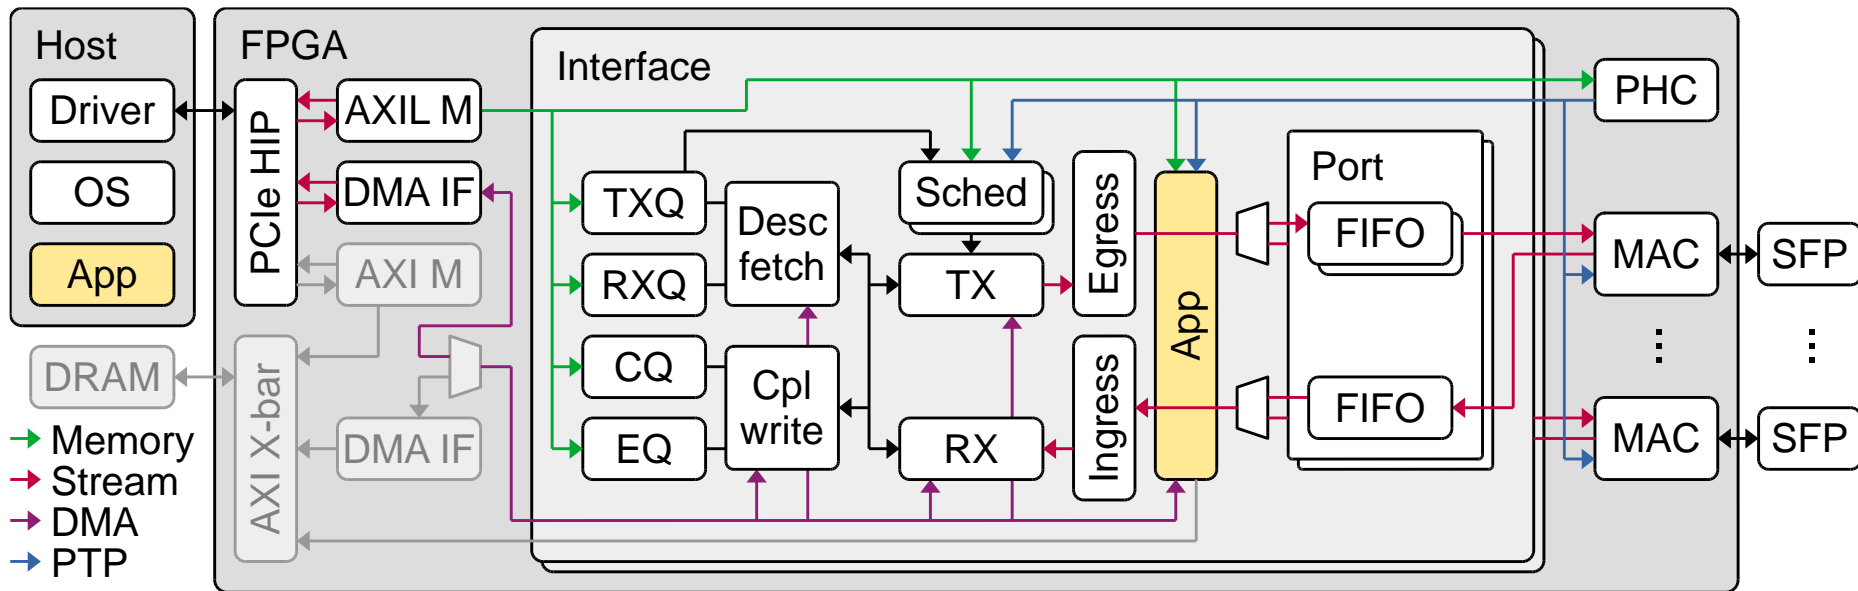 Host
Driver
OS
App
DRAM
Memory
Stream
DMA
PTP
FPGA
PCIe HIP
AXIL M
DMA IF
AXI M
AXI X-bar
DMA IF
Interface
TXQ
RXQ
CQ
EQ
Desc
fetch
Cpl
write
Sched
TX
RX
Egress
Ingress
App
Port
FIFO
FIFO
PHC
MAC
SFP
MAC
SFP